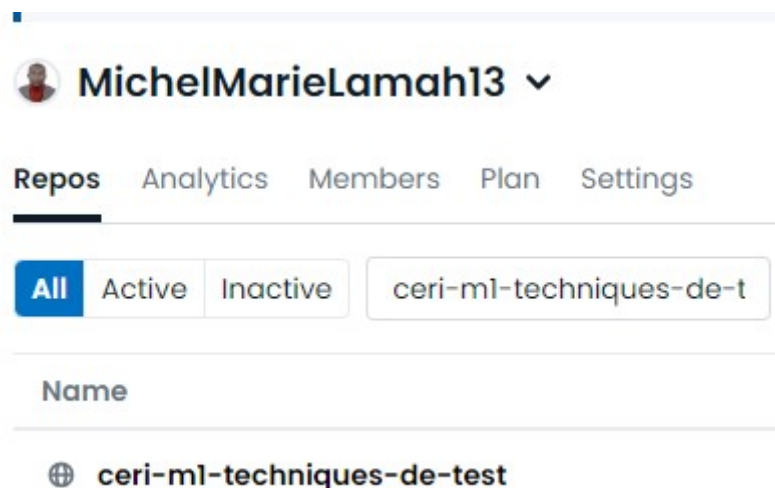 MichelMarieLamah13
Repos Analytics Members Plan Settings
All Active Inactive ceri-m1-techniques-de-t
Name
ceri-m1-techniques-de-test